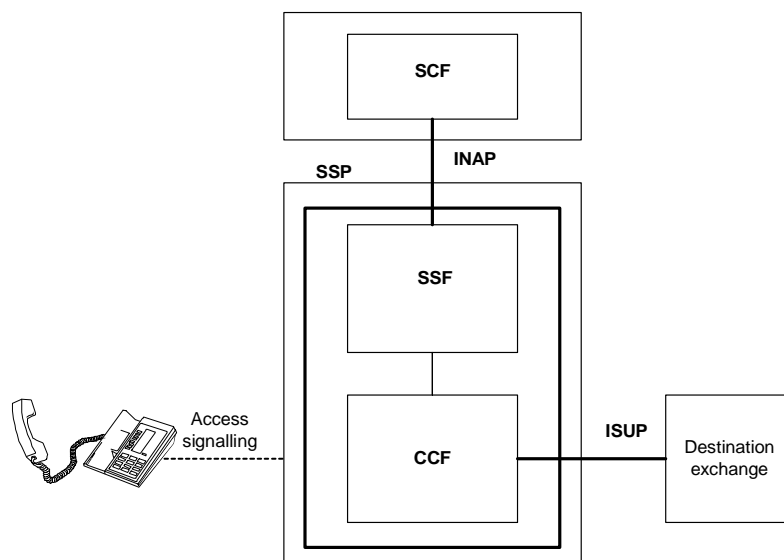 SCF
INAP
SSP
SSF
Access
signalling
ISUP
CCF
Destination
exchange